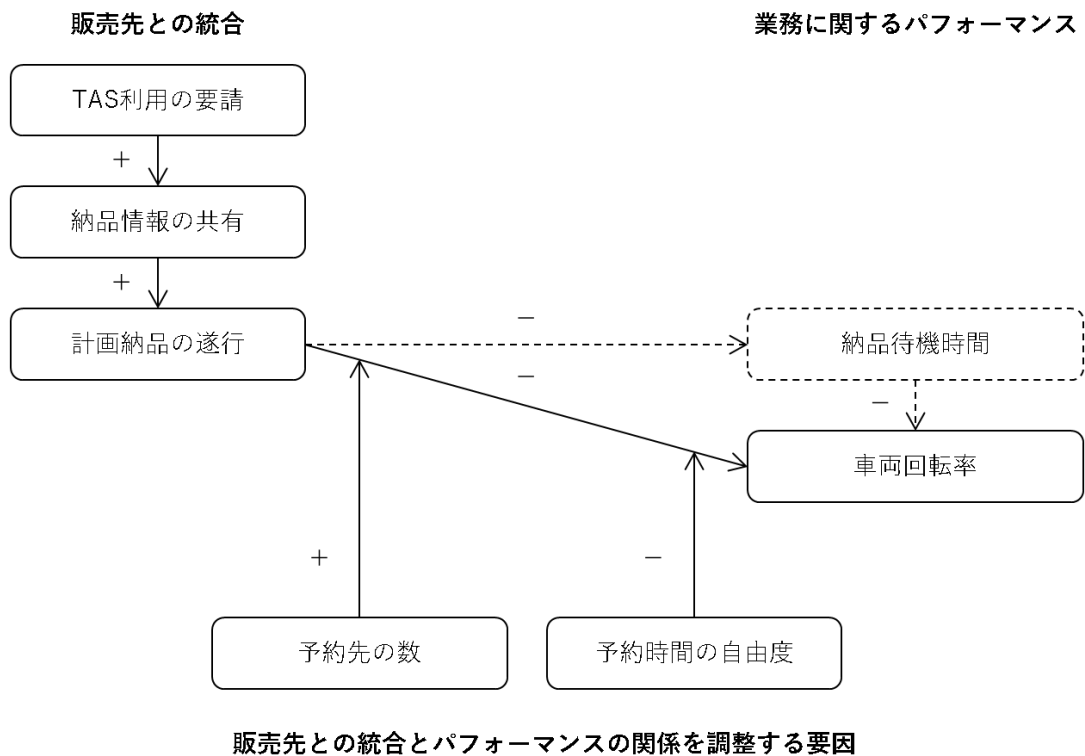 販売先との統合
業務に関するパフォーマンス
TAS利用の要請
+
納品情報の共有
+
計画納品の遂行
−
納品待機時間
−
−
車両回転率
+
−
予約先の数
予約時間の自由度
販売先との統合とパフォーマンスの関係を調整する要因